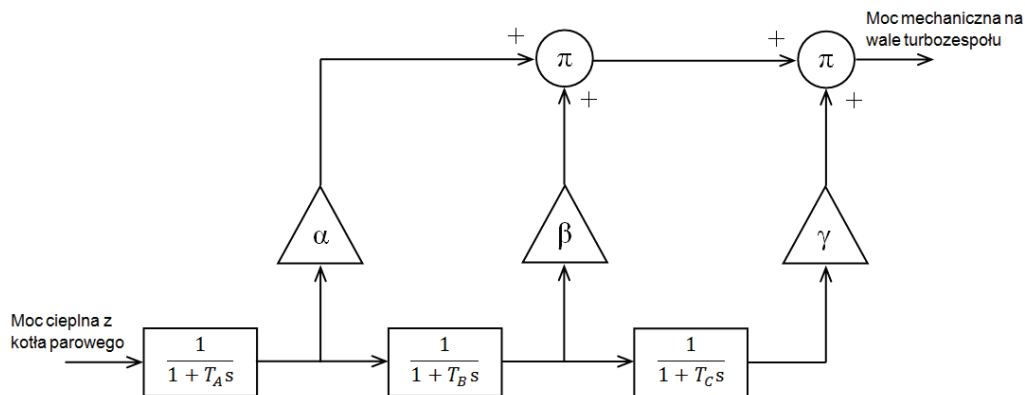 Moc mechaniczna na
wale turbozespołu
+
π
+
+
π
+
α
β
γ
Moc cieplna z
kotła parowego
1
1 + T_A s
1
1 + T_B s
1
1 + T_C s